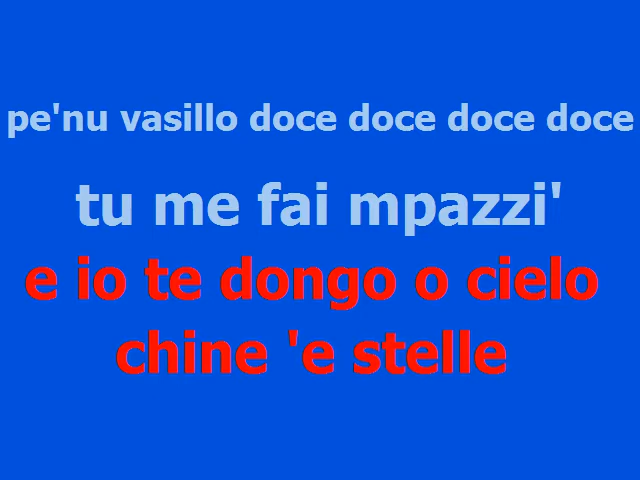 pe'nu vasillo doce doce doce doce
tu me fai mpazzi'
e io te dongo o cielo
chine 'e stelle